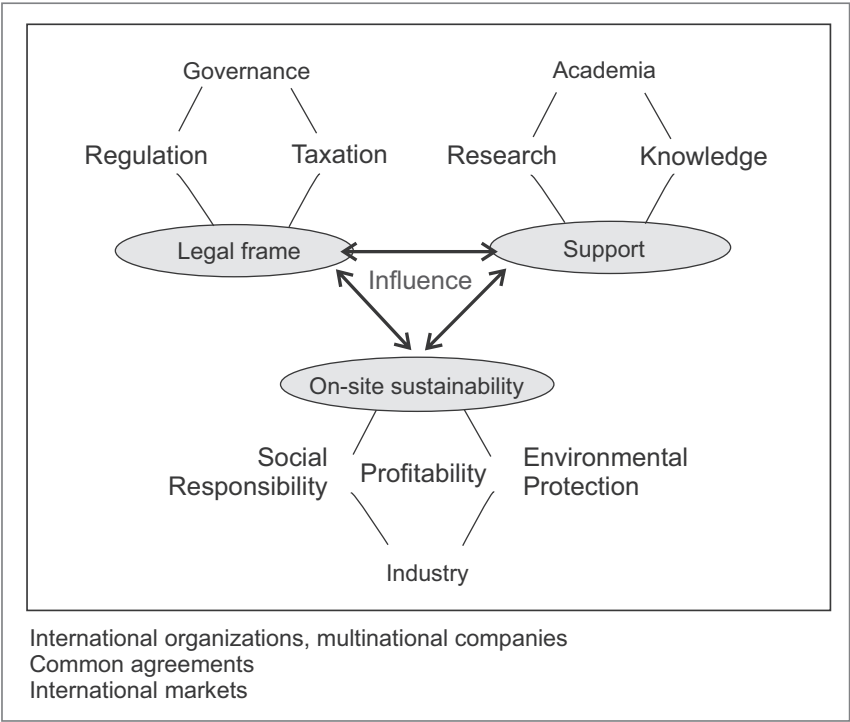 Governance
Academia
Regulation
Taxation
Research
Knowledge
Legal frame
Support
Influence
On-site sustainability
Social
Responsibility
Profitability
Environmental
Protection
Industry
International organizations, multinational companies
Common agreements
International markets